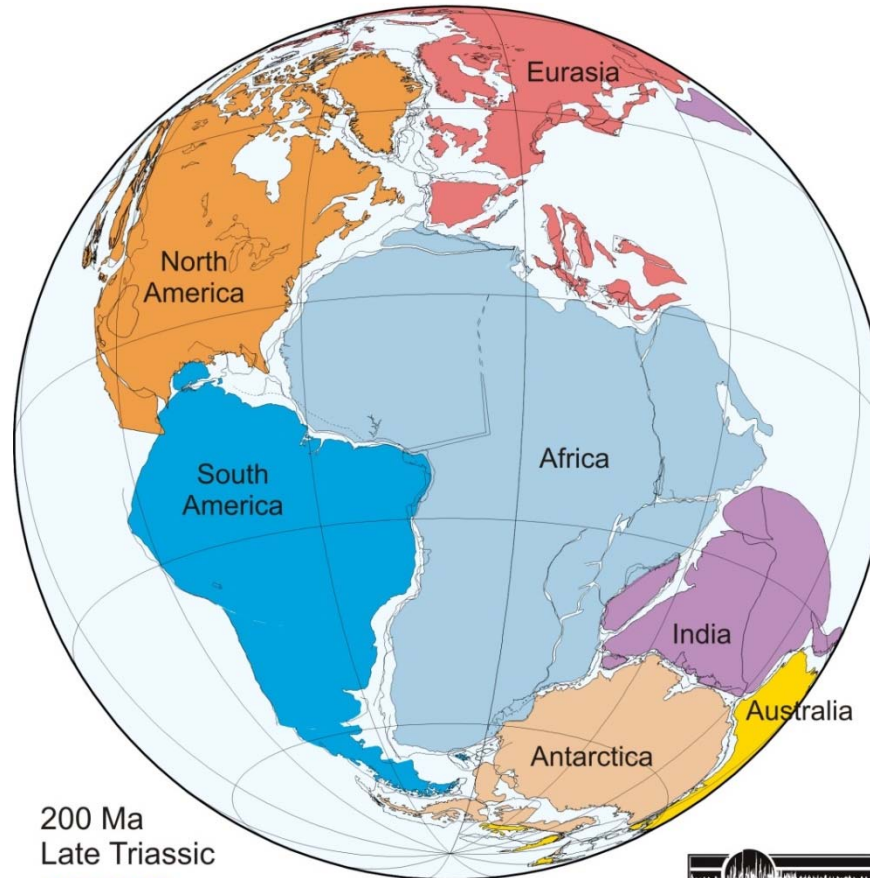 Eurasia
North
America
Africa
South
America
India
Australia
Antarctica
200 Ma
Late Triassic